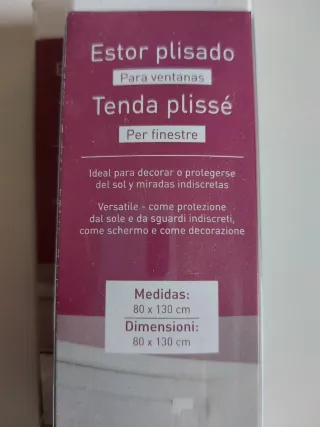 Estor plisado
Para ventanas
Tenda plissé
Per finestre
Ideal para decorar o protegerse
del sol y miradas indiscretas
Versatile - come protezione
dal sole e da sguardi indiscreti,
come schermo e come decorazione
Medidas:
80 x 130 cm
Dimensioni:
80 x 130 cm